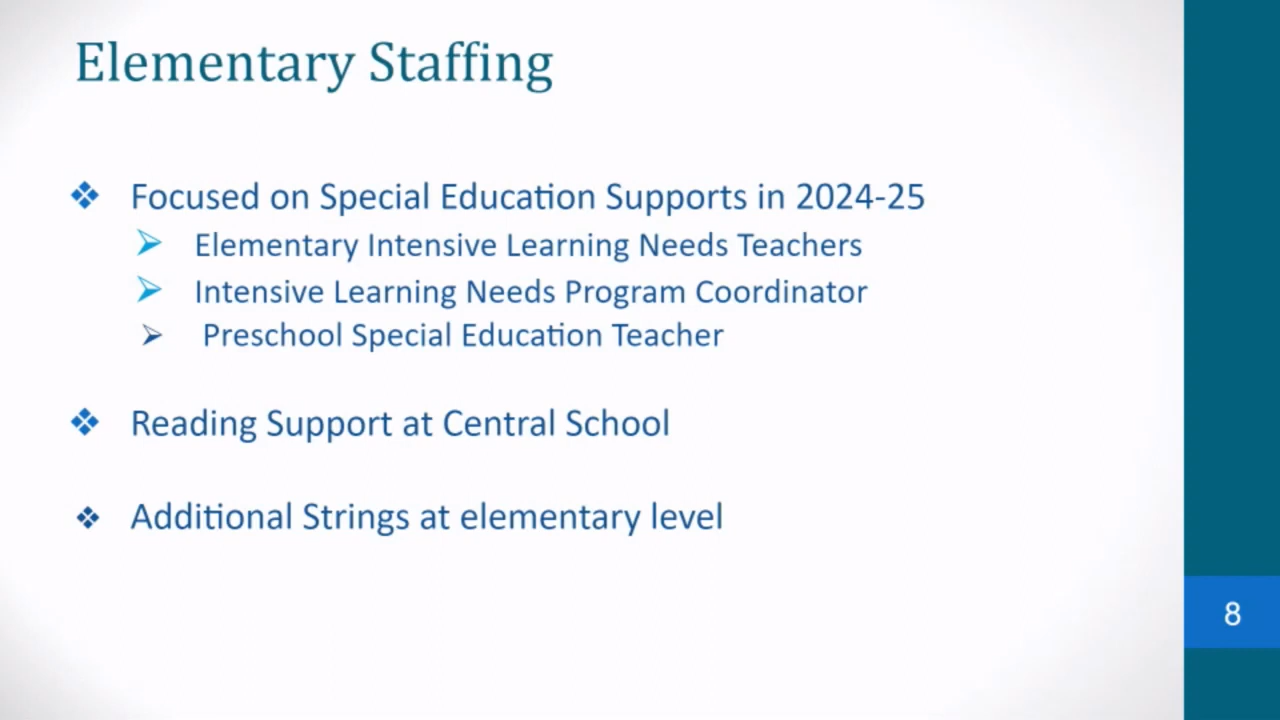 Elementary Staffing
❖ Focused on Special Education Supports in 2024-25
➢ Elementary Intensive Learning Needs Teachers
➢ Intensive Learning Needs Program Coordinator
➢ Preschool Special Education Teacher
❖ Reading Support at Central School
❖ Additional Strings at elementary level
8